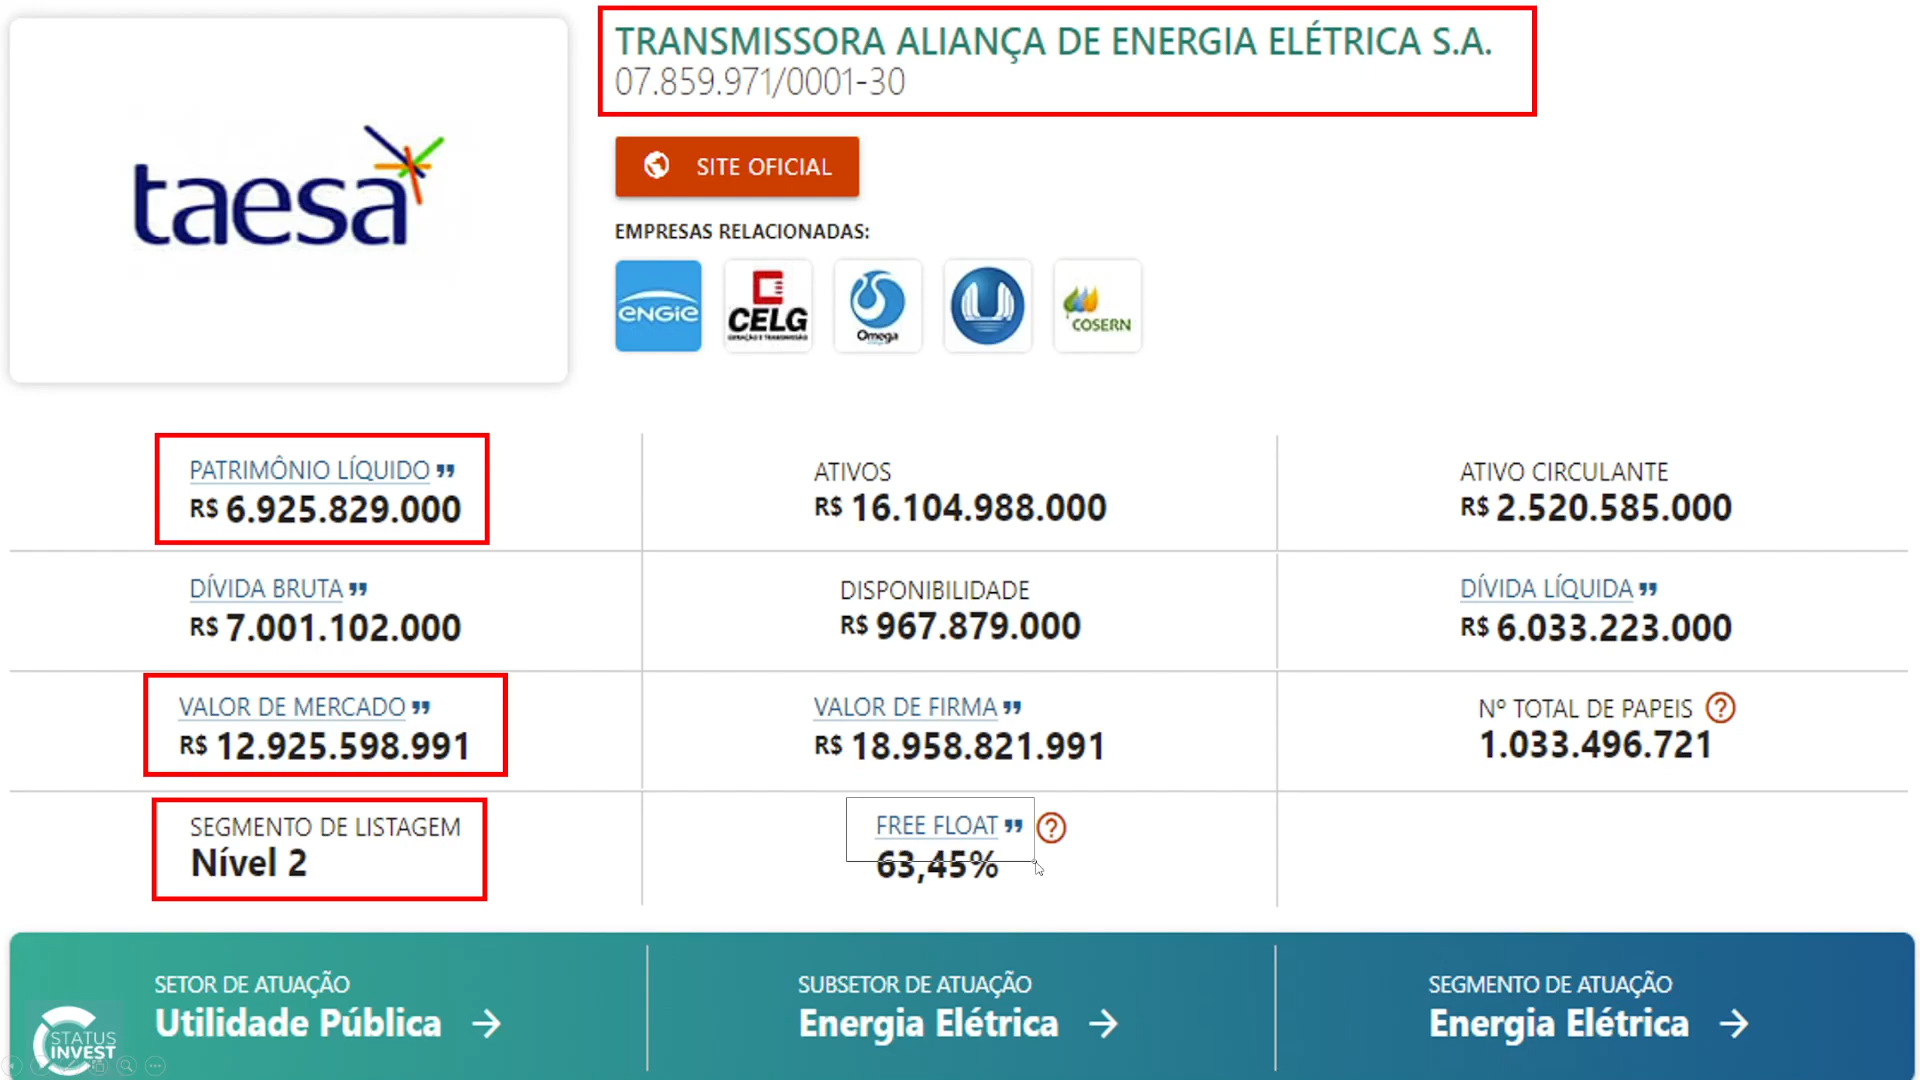 taesa
TRANSMISSORA ALIANÇA DE ENERGIA ELÉTRICA S.A.
07.859.971/0001-30
SITE OFICIAL
EMPRESAS RELACIONADAS:
ENGIE
CELG
GERAÇÃO E TRANSMISSÃO
Omega
COSERN
PATRIMÔNIO LÍQUIDO
R$ 6.925.829.000
ATIVOS
R$ 16.104.988.000
ATIVO CIRCULANTE
R$ 2.520.585.000
DÍVIDA BRUTA
R$ 7.001.102.000
DISPONIBILIDADE
R$ 967.879.000
DÍVIDA LÍQUIDA
R$ 6.033.223.000
VALOR DE MERCADO
R$ 12.925.598.991
VALOR DE FIRMA
R$ 18.958.821.991
Nº TOTAL DE PAPEIS ?
1.033.496.721
SEGMENTO DE LISTAGEM
Nível 2
FREE FLOAT ?
63,45%
SETOR DE ATUAÇÃO
Utilidade Pública
SUBSETOR DE ATUAÇÃO
Energia Elétrica
SEGMENTO DE ATUAÇÃO
Energia Elétrica
STATUS
INVEST